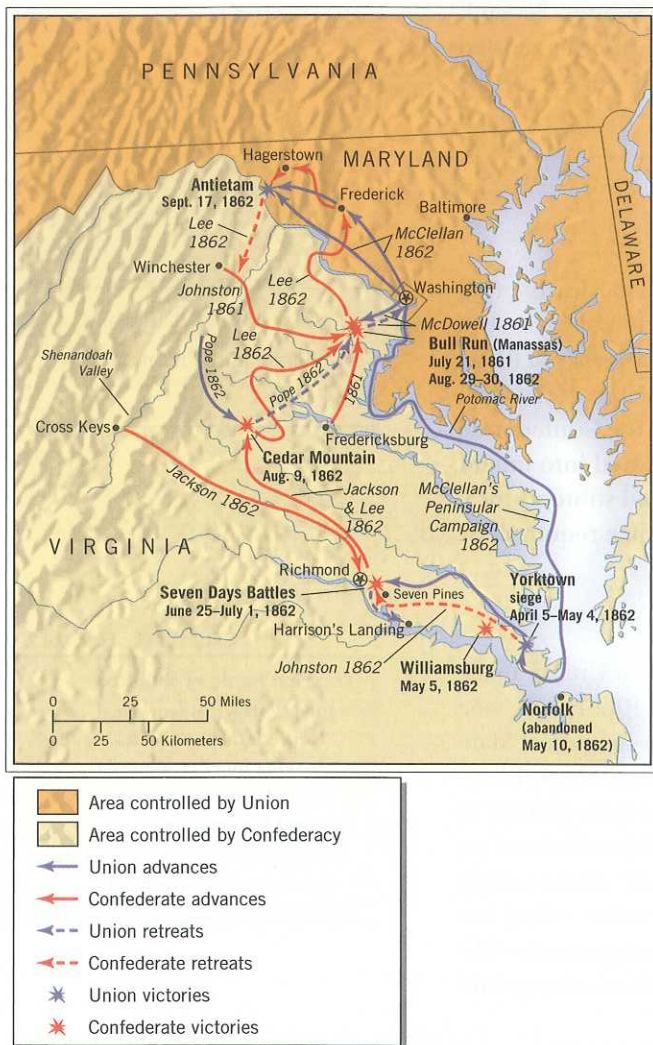 PENNSYLVANIA
MARYLAND
DELAWARE
Hagerstown
Antietam
Sept. 17, 1862
Frederick
Baltimore
Lee
1862
McClellan
1862
Winchester
Johnston
1861
Lee
1862
Washington
McDowell 1861
Lee
1862
Bull Run (Manassas)
July 21, 1861
Aug. 29–30, 1862
Pope 1862
Pope 1862
1861
Shenandoah
Valley
Potomac River
Cross Keys
Fredericksburg
Cedar Mountain
Aug. 9, 1862
Jackson 1862
Jackson
& Lee
1862
McClellan's
Peninsular
Campaign
1862
VIRGINIA
Richmond
Seven Days Battles
June 25–July 1, 1862
Seven Pines
Yorktown
siege
April 5–May 4, 1862
Harrison's Landing
Johnston 1862
Williamsburg
May 5, 1862
Norfolk
(abandoned
May 10, 1862)
0 25 50 Miles
0 25 50 Kilometers
Area controlled by Union
Area controlled by Confederacy
Union advances
Confederate advances
Union retreats
Confederate retreats
Union victories
Confederate victories